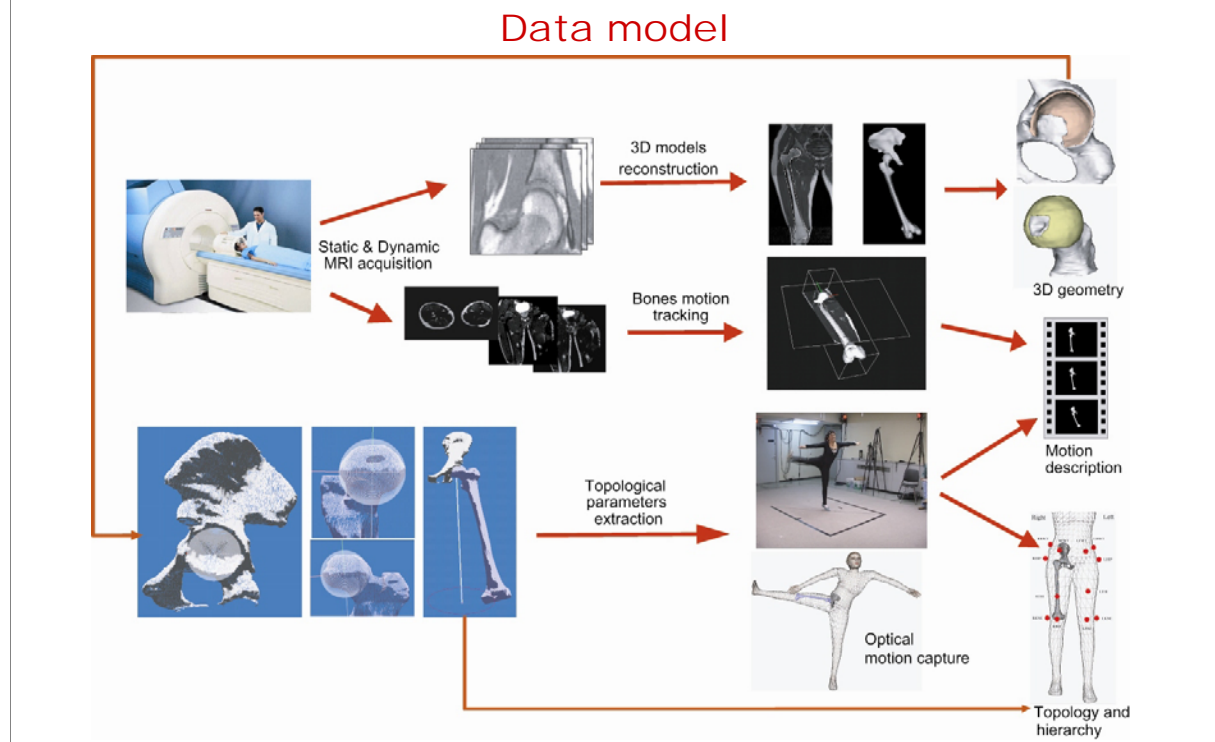 Data model
3D models
reconstruction
Static & Dynamic
MRI acquisition
3D geometry
Bones motion
tracking
Motion
description
Topological
parameters
extraction
Right
Left
Optical
motion capture
Topology and
hierarchy